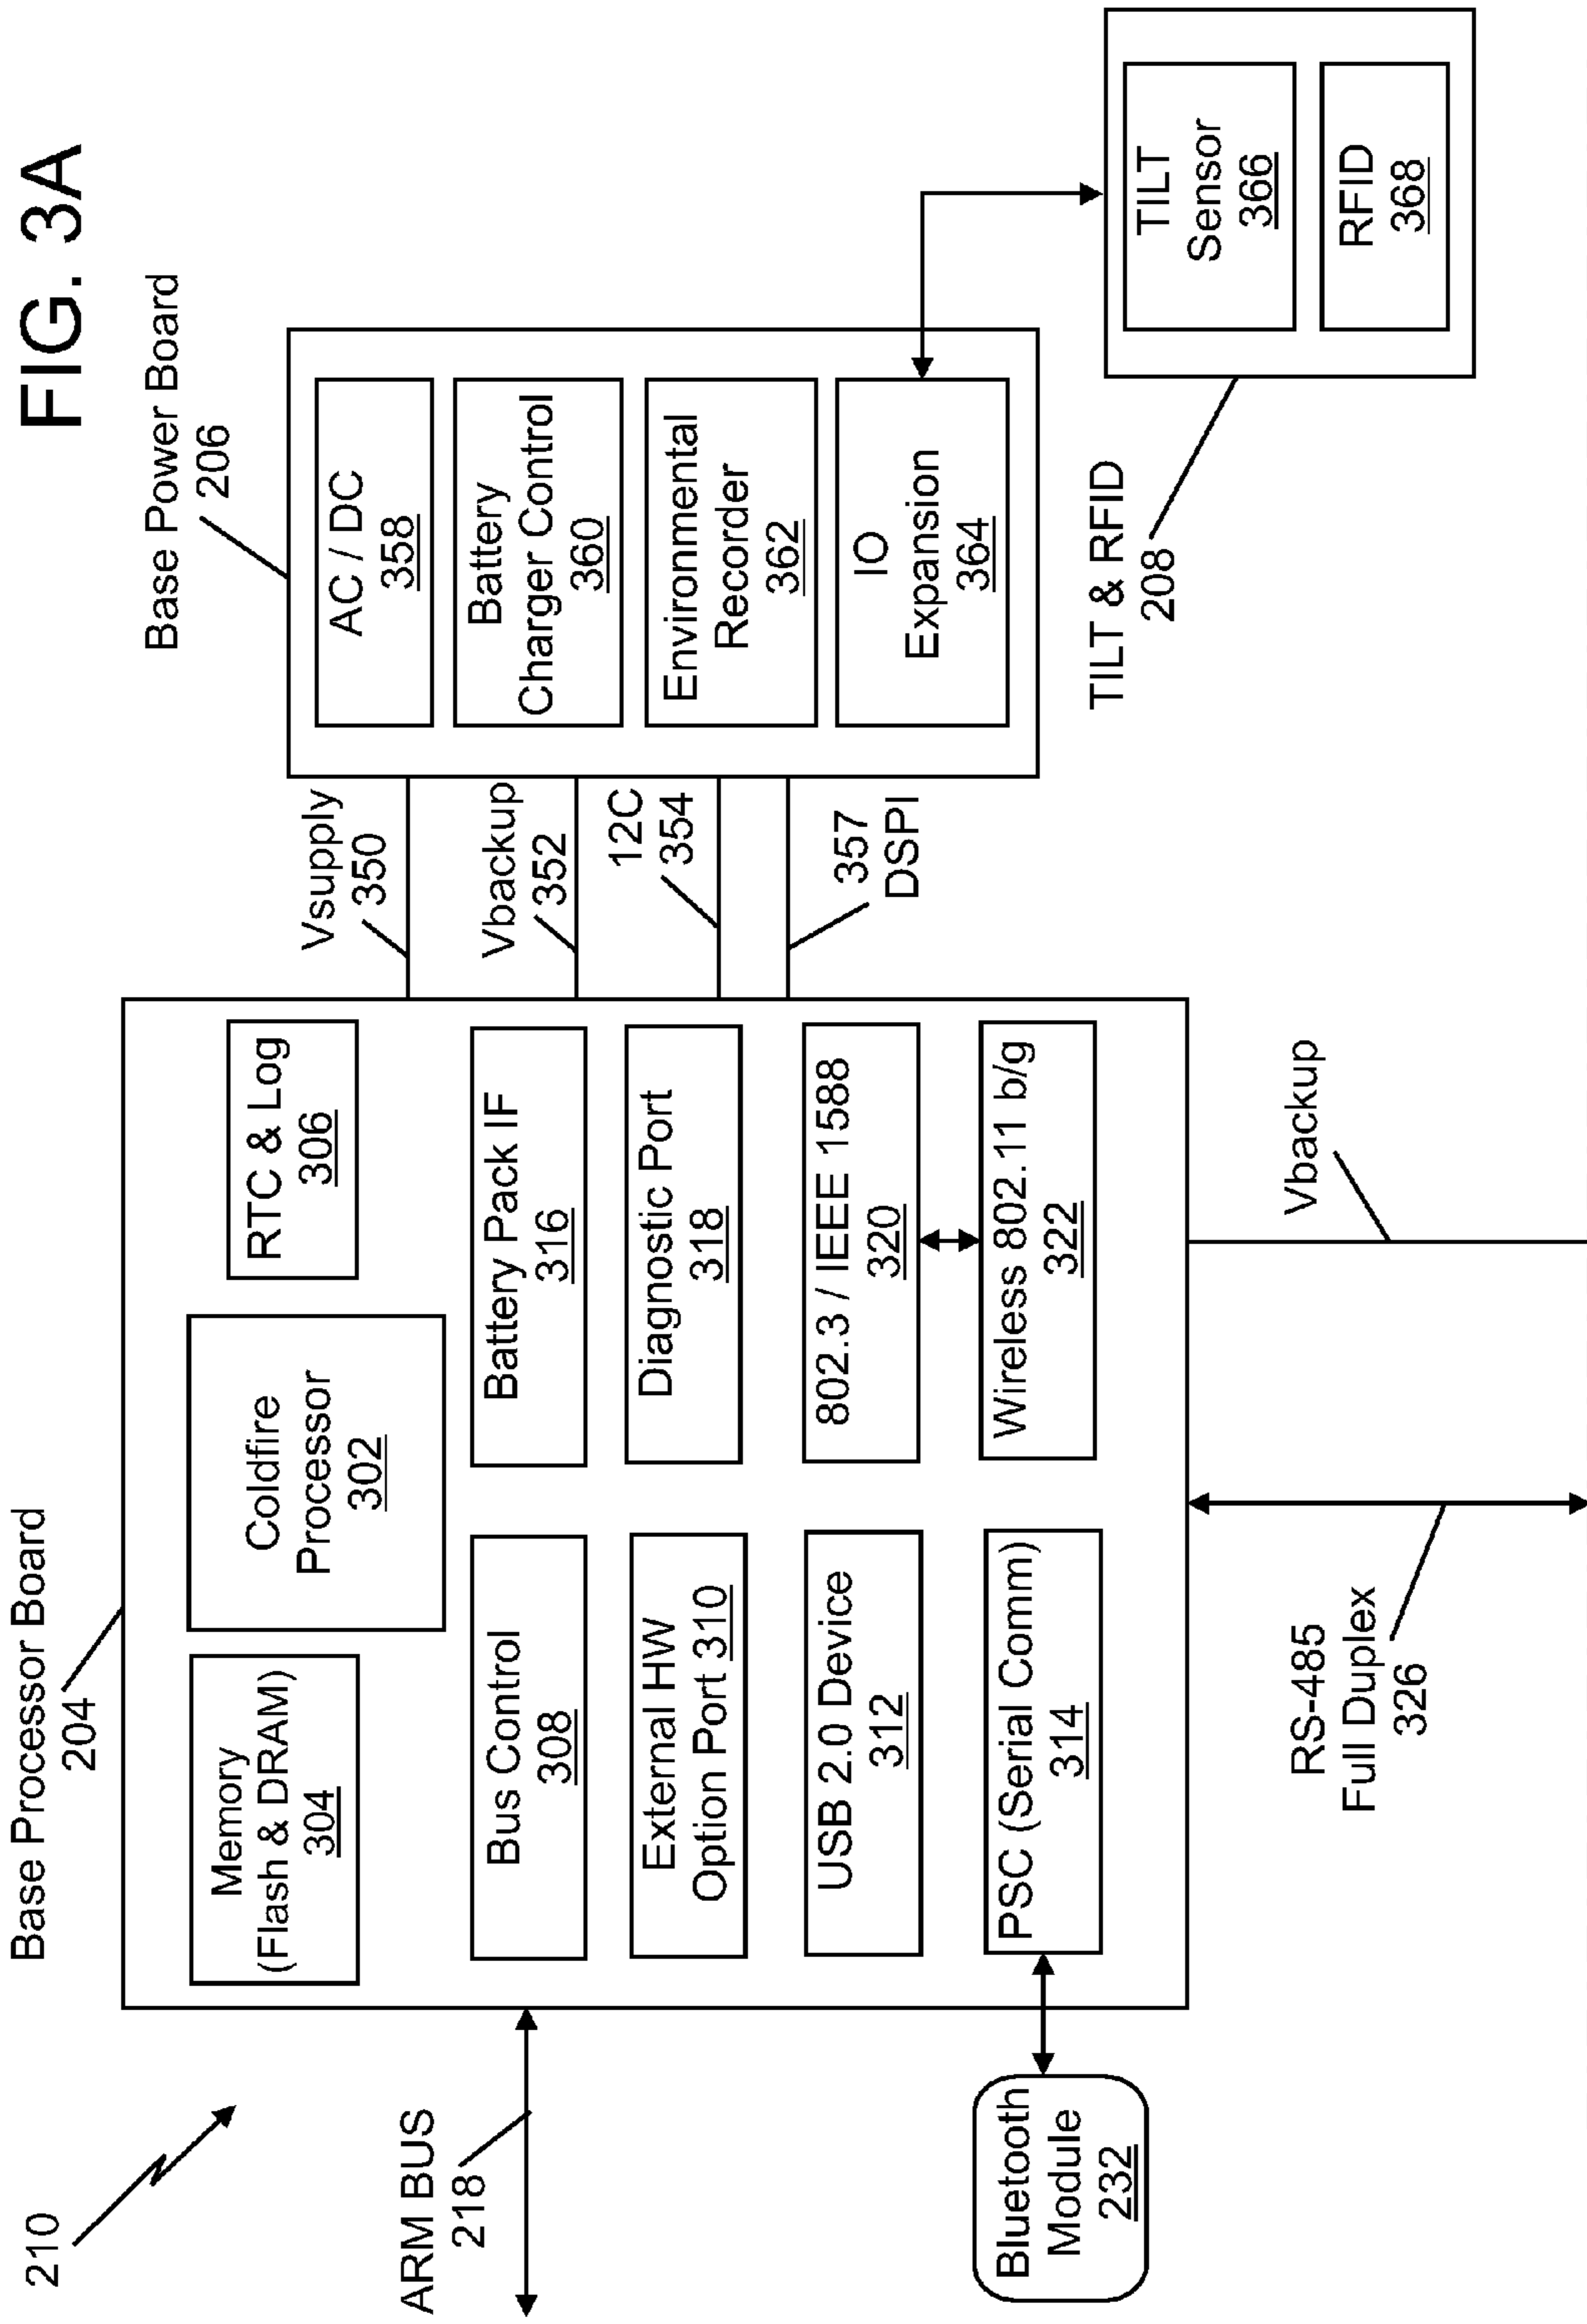 FIG. 3A
210
Base Processor Board
204
Memory
(Flash & DRAM)
304
Coldfire
Processor
302
RTC & Log
306
Bus Control
308
Battery Pack IF
316
External HW
Option Port 310
Diagnostic Port
318
USB 2.0 Device
312
802.3 / IEEE 1588
320
PSC (Serial Comm)
314
Wireless 802.11 b/g
322
ARM BUS
218
Bluetooth
Module
232
RS-485
Full Duplex
326
Vbackup
Vsupply
350
Vbackup
352
12C
354
357
DSPI
Base Power Board
206
AC / DC
358
Battery
Charger Control
360
Environmental
Recorder
362
IO
Expansion
364
TILT & RFID
208
TILT
Sensor
366
RFID
368